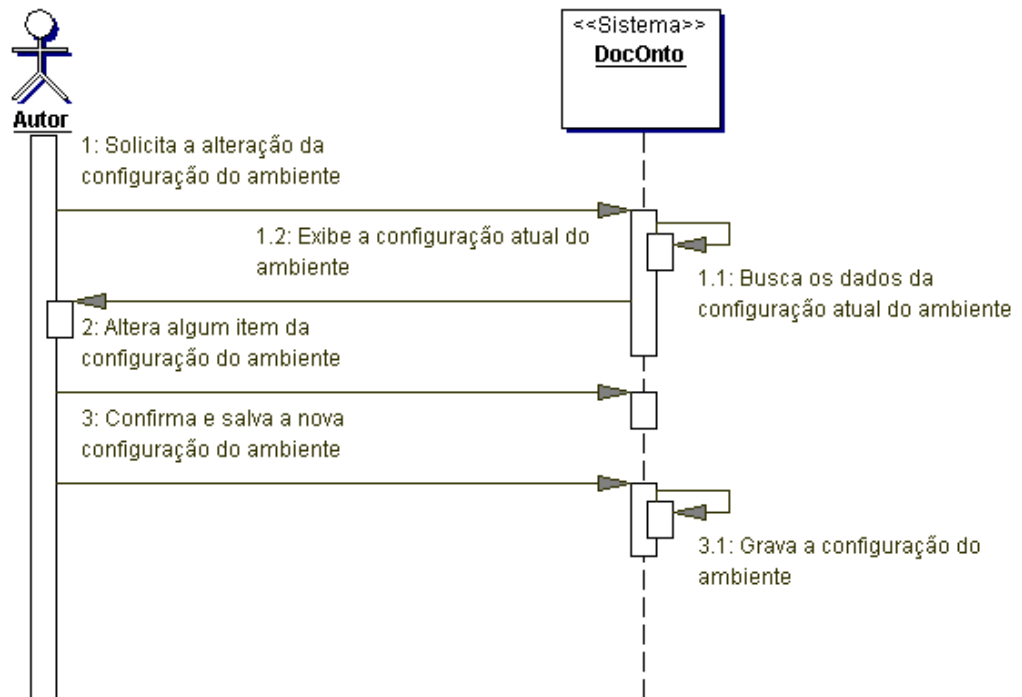 <<Sistema>>
DocOnto
Autor
1: Solicita a alteração da
configuração do ambiente
1.2: Exibe a configuração atual do
ambiente
1.1: Busca os dados da
configuração atual do ambiente
2: Altera algum item da
configuração do ambiente
3: Confirma e salva a nova
configuração do ambiente
3.1: Grava a configuração do
ambiente